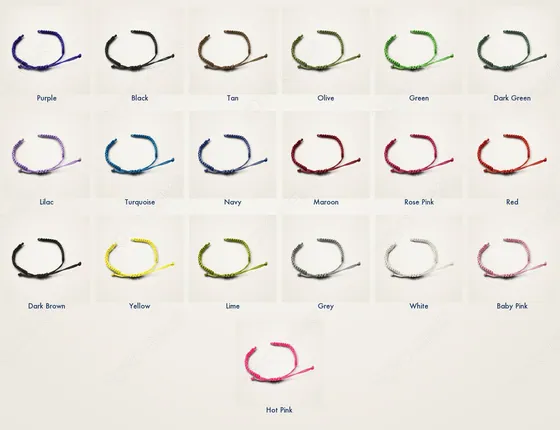 Purple
Black
Tan
Olive
Green
Dark Green
Lilac
Turquoise
Navy
Maroon
Rose Pink
Red
Dark Brown
Yellow
Lime
Grey
White
Baby Pink
Hot Pink